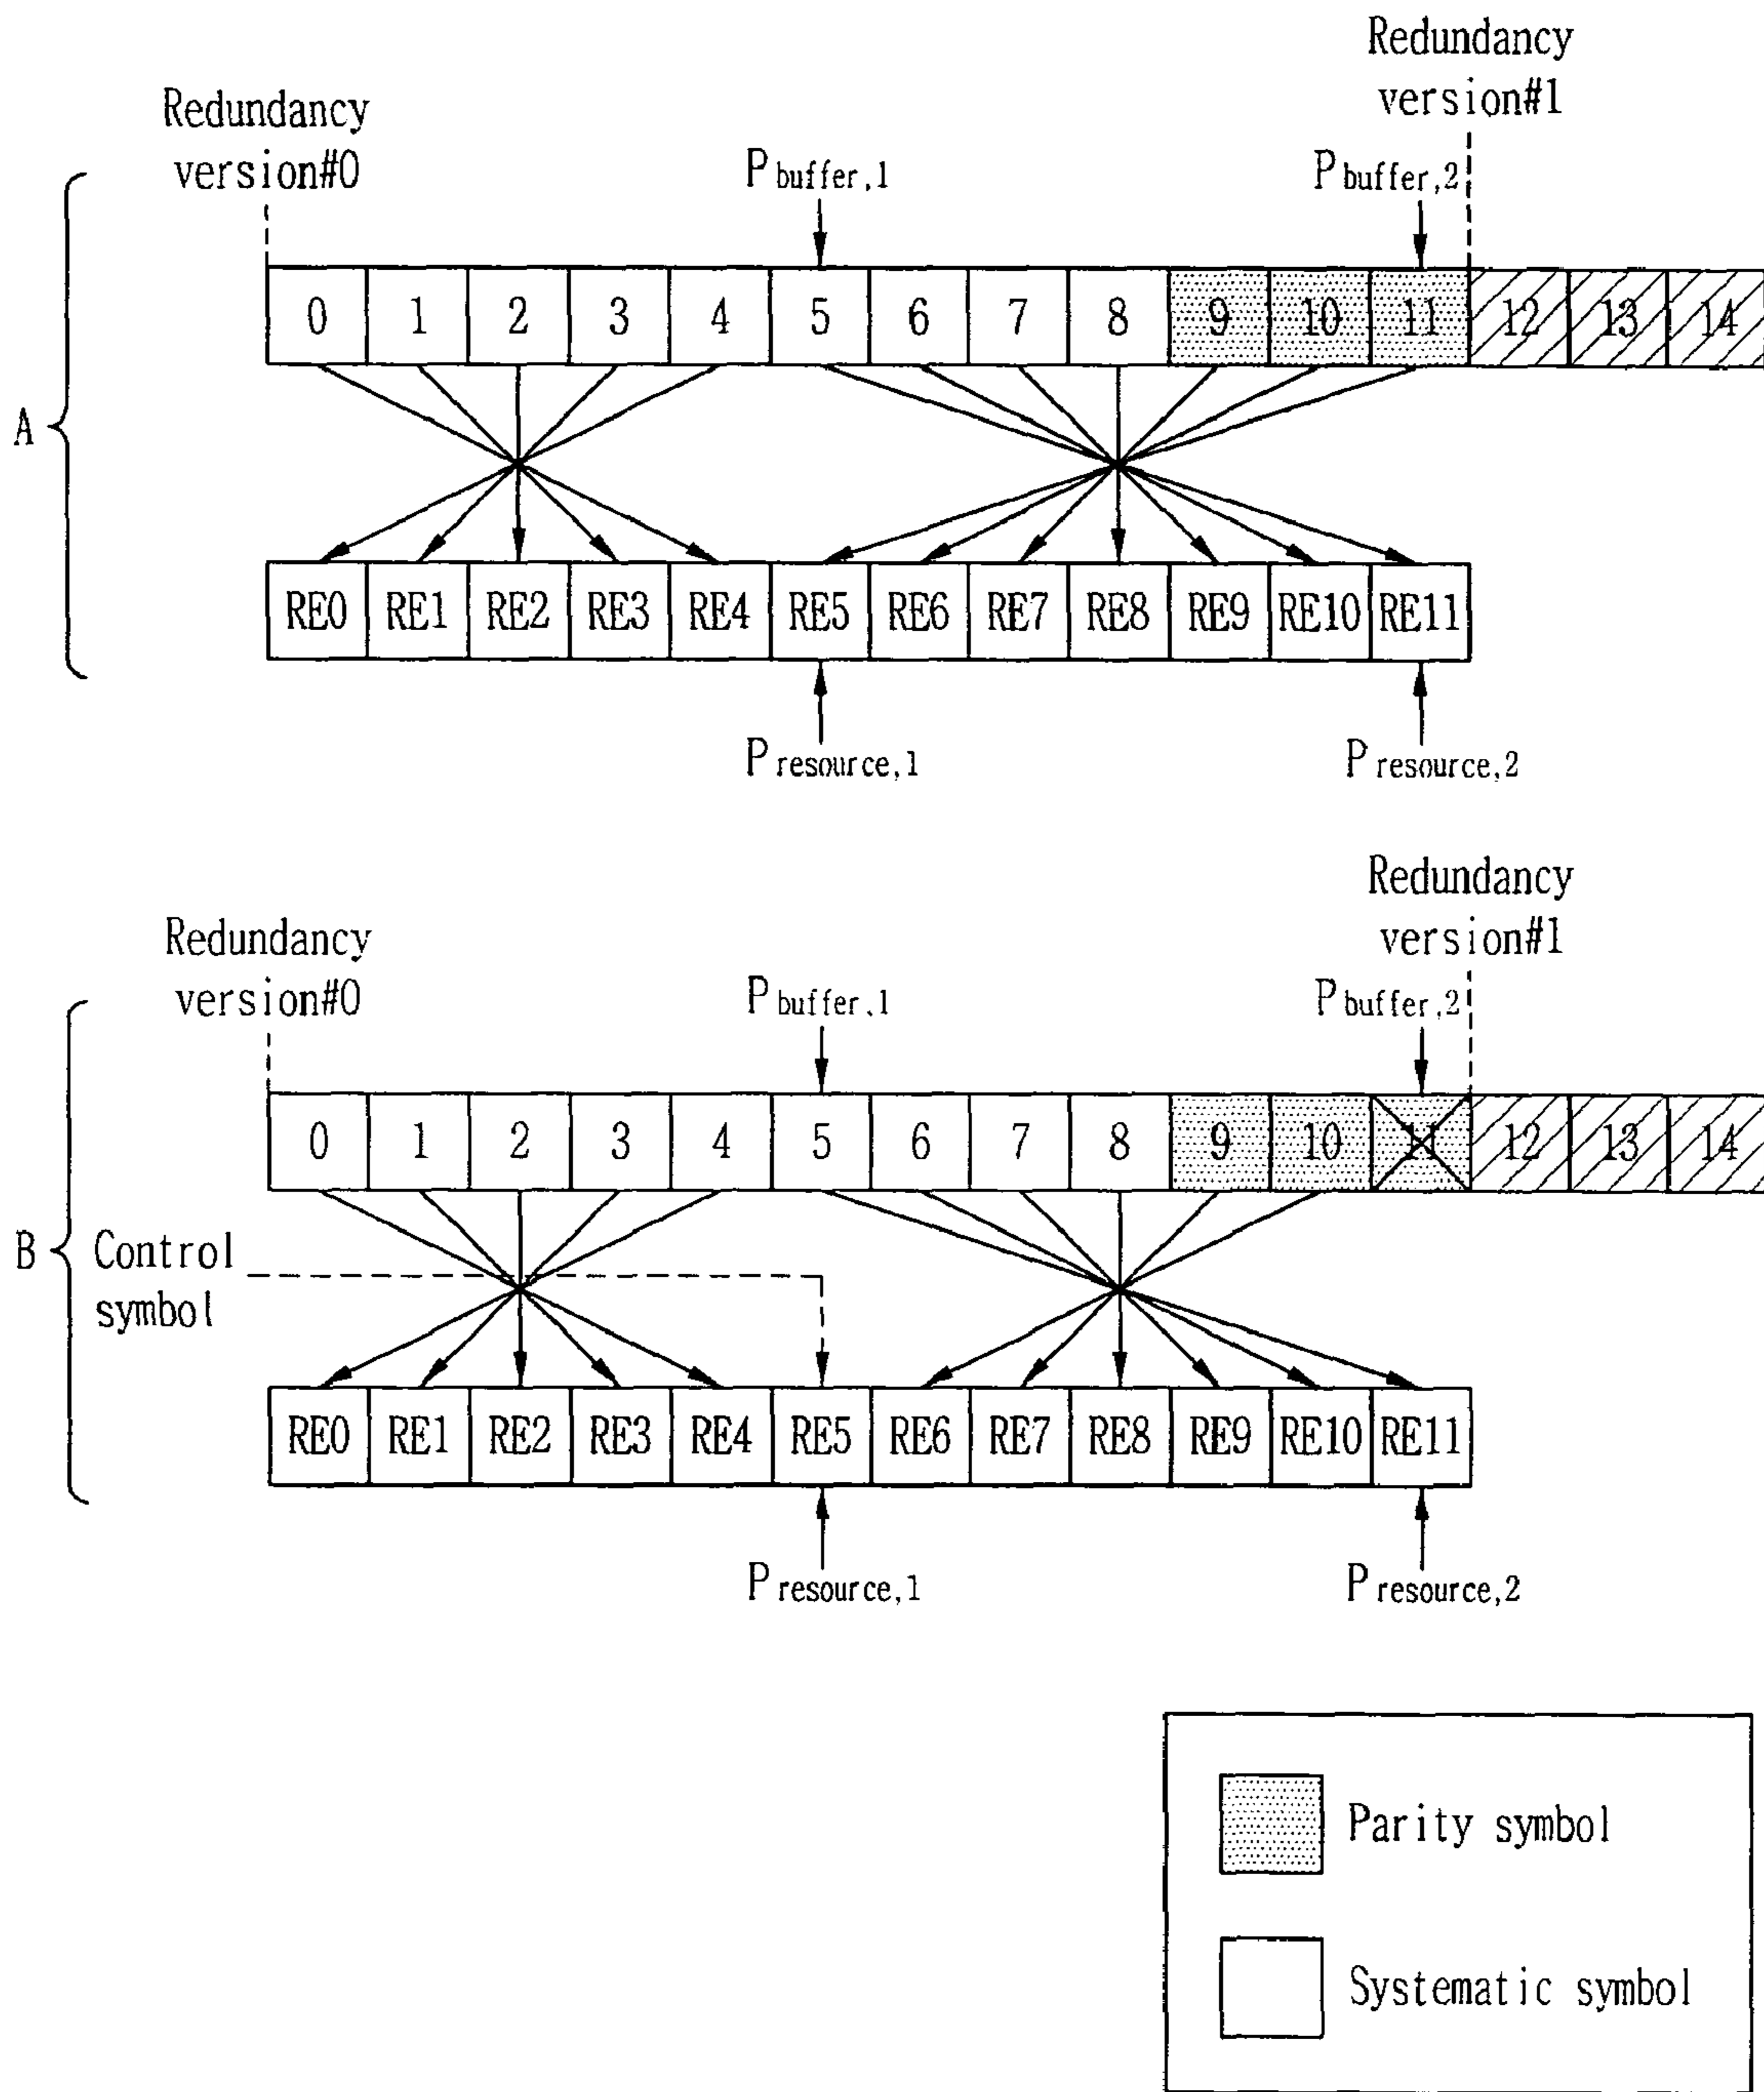 Redundancy
version#1
Redundancy
version#0
Pbuffer,1
Pbuffer,2
0 1 2 3 4 5 6 7 8 9 10 11 12 13 14
A
RE0 RE1 RE2 RE3 RE4 RE5 RE6 RE7 RE8 RE9 RE10 RE11
Presource,1
Presource,2
Redundancy
version#1
Redundancy
version#0
Pbuffer,1
Pbuffer,2
0 1 2 3 4 5 6 7 8 9 10 11 12 13 14
B
Control
symbol
RE0 RE1 RE2 RE3 RE4 RE5 RE6 RE7 RE8 RE9 RE10 RE11
Presource,1
Presource,2
Parity symbol
Systematic symbol